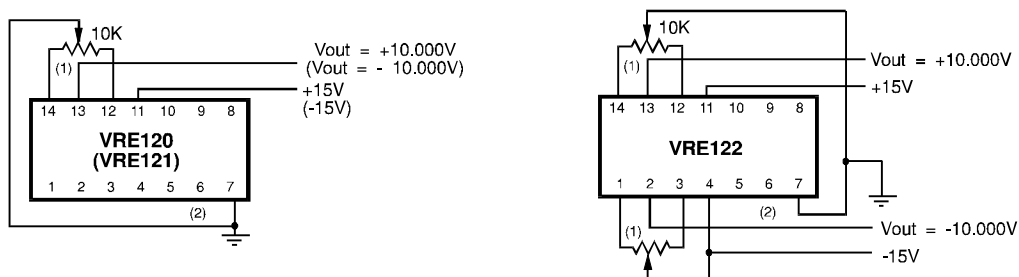 10K
Vout = +10.000V
(Vout = - 10.000V)
(1)
+15V
(-15V)
14 13 12 11 10 9 8
VRE120
(VRE121)
1 2 3 4 5 6 7
(2)
10K
Vout = +10.000V
(1)
+15V
14 13 12 11 10 9 8
VRE122
1 2 3 4 5 6 7
(2)
(1)
Vout = -10.000V
-15V